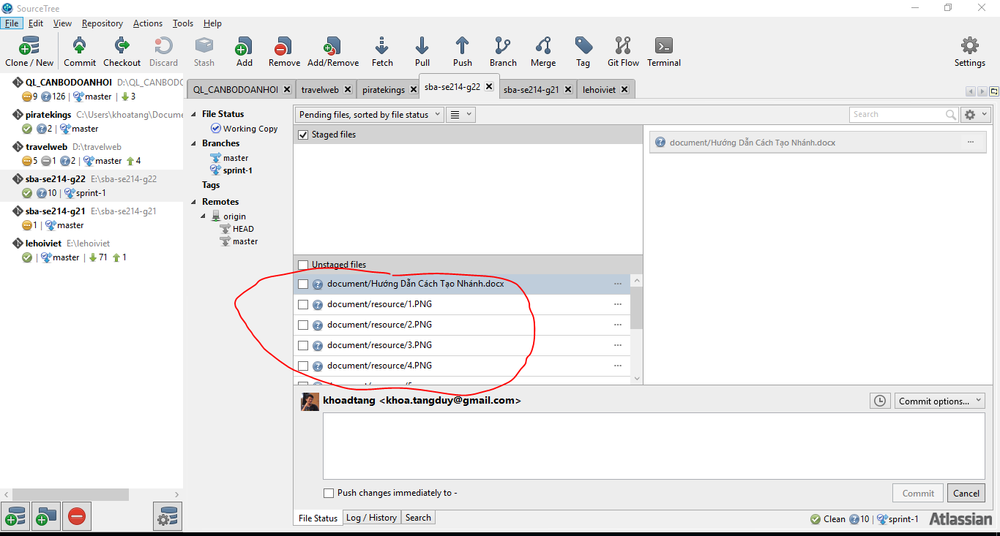 SourceTree
File Edit View Repository Actions Tools Help
Clone / New Commit Checkout Discard Stash Add Remove Add/Remove Fetch Pull Push Branch Merge Tag Git Flow Terminal Settings
QL_CANBODOANHOI D:\QL_CANBODO
9 126 | master | 3
piratekings C:\Users\khoatang\Docume
2 | master
travelweb D:\travelweb
5 1 2 | master | 4
sba-se214-g22 E:\sba-se214-g22
10 | sprint-1
sba-se214-g21 E:\sba-se214-g21
1 | master
lehoiviet E:\lehoiviet
| master | 71 1
QL_CANBODOANHOI travelweb piratekings sba-se214-g22 sba-se214-g21 lehoiviet
File Status
Working Copy
Branches
master
sprint-1
Tags
Remotes
origin
HEAD
master
Pending files, sorted by file status
Search
Staged files
document/Hướng Dẫn Cách Tạo Nhánh.docx ...
Unstaged files
document/Hướng Dẫn Cách Tạo Nhánh.docx ...
document/resource/1.PNG ...
document/resource/2.PNG ...
document/resource/3.PNG ...
document/resource/4.PNG ...
khoadtang <khoa.tangduy@gmail.com>
Commit options...
Push changes immediately to -
Commit Cancel
File Status Log / History Search
Clean 10 | sprint-1 Atlassian